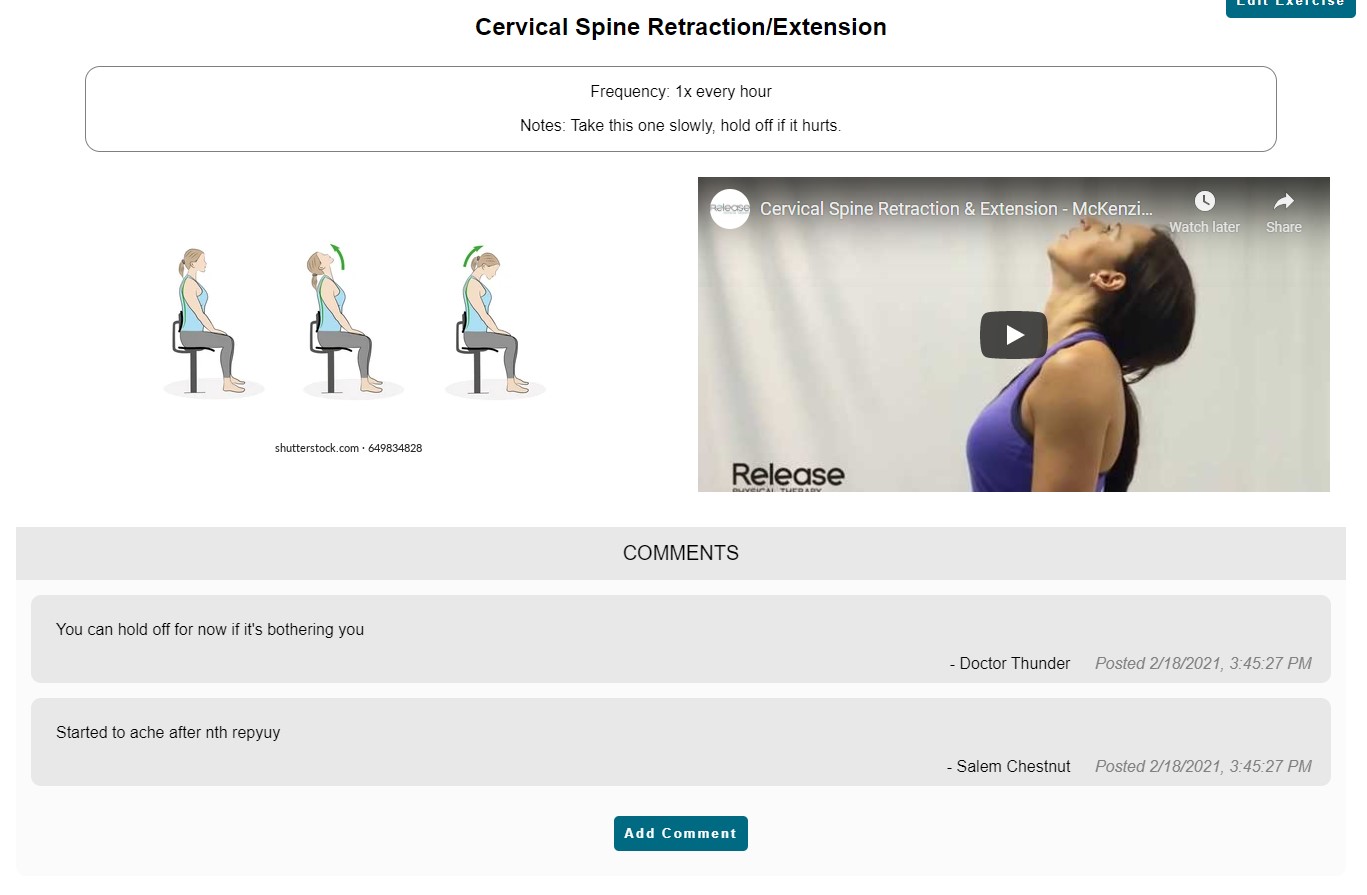 Edit Exercise
Cervical Spine Retraction/Extension
Frequency: 1x every hour
Notes: Take this one slowly, hold off if it hurts.
shutterstock.com · 649834828
Release
Cervical Spine Retraction & Extension - McKenzi...
Watch later
Share
Release
PHYSICAL THERAPY
COMMENTS
You can hold off for now if it's bothering you
- Doctor Thunder Posted 2/18/2021, 3:45:27 PM
Started to ache after nth repyuy
- Salem Chestnut Posted 2/18/2021, 3:45:27 PM
Add Comment